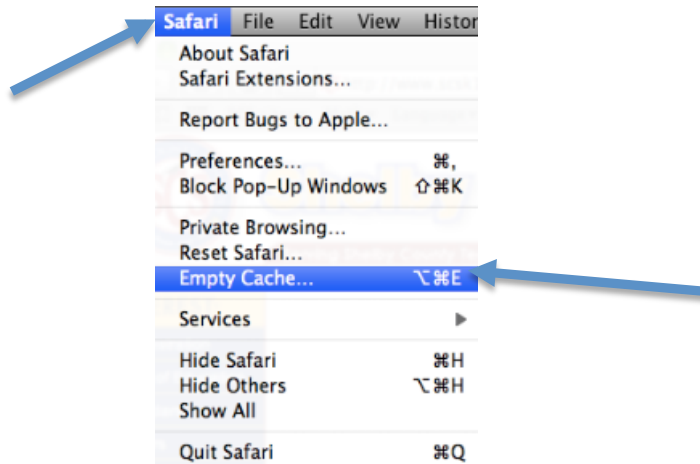 Safari File Edit View Histor
About Safari
Safari Extensions...
Report Bugs to Apple...
Preferences... ⌘,
Block Pop-Up Windows ⇧⌘K
Private Browsing...
Reset Safari...
Empty Cache... ⌥⌘E
Services ▶
Hide Safari ⌘H
Hide Others ⌥⌘H
Show All
Quit Safari ⌘Q